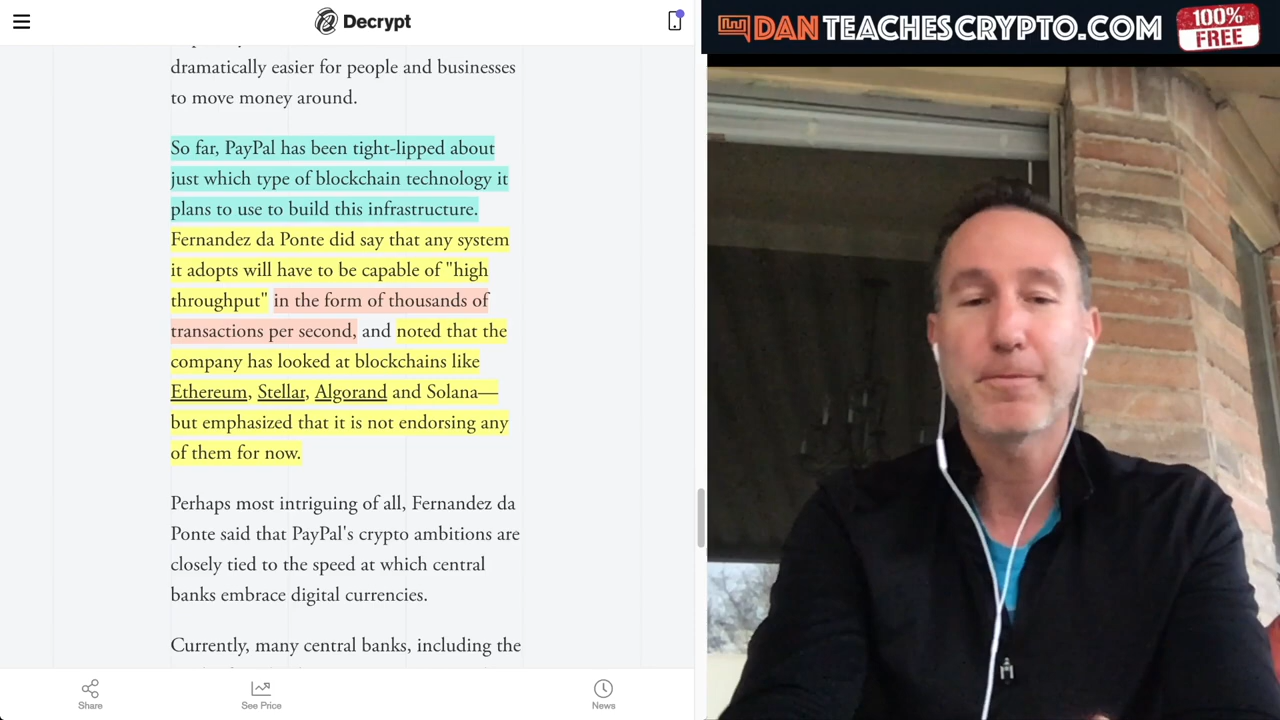 Decrypt
dramatically easier for people and businesses
to move money around.
So far, PayPal has been tight-lipped about
just which type of blockchain technology it
plans to use to build this infrastructure.
Fernandez da Ponte did say that any system
it adopts will have to be capable of "high
throughput" in the form of thousands of
transactions per second, and noted that the
company has looked at blockchains like
Ethereum, Stellar, Algorand and Solana—
but emphasized that it is not endorsing any
of them for now.
Perhaps most intriguing of all, Fernandez da
Ponte said that PayPal's crypto ambitions are
closely tied to the speed at which central
banks embrace digital currencies.
Currently, many central banks, including the
Share
See Price
News
DANTEACHESCRYPTO.COM
100%
FREE